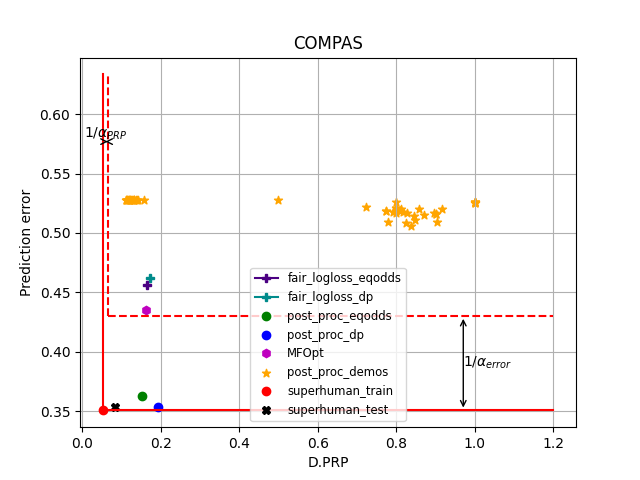 COMPAS
Prediction error
0.60
0.55
0.50
0.45
0.40
0.35
1/α_PRP
1/α_error
fair_logloss_eqodds
fair_logloss_dp
post_proc_eqodds
post_proc_dp
MFOpt
post_proc_demos
superhuman_train
superhuman_test
0.0 0.2 0.4 0.6 0.8 1.0 1.2
D.PRP